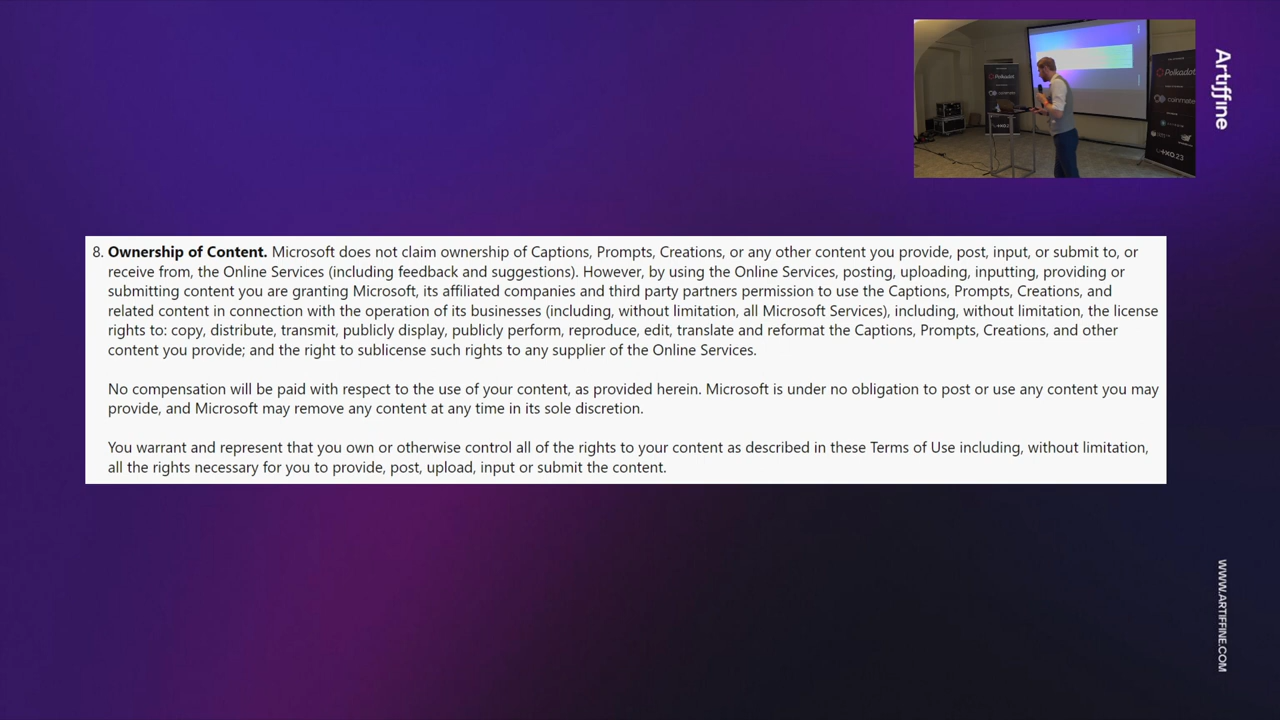 8. Ownership of Content. Microsoft does not claim ownership of Captions, Prompts, Creations, or any other content you provide, post, input, or submit to, or
receive from, the Online Services (including feedback and suggestions). However, by using the Online Services, posting, uploading, inputting, providing or
submitting content you are granting Microsoft, its affiliated companies and third party partners permission to use the Captions, Prompts, Creations, and
related content in connection with the operation of its businesses (including, without limitation, all Microsoft Services), including, without limitation, the license
rights to: copy, distribute, transmit, publicly display, publicly perform, reproduce, edit, translate and reformat the Captions, Prompts, Creations, and other
content you provide; and the right to sublicense such rights to any supplier of the Online Services.
No compensation will be paid with respect to the use of your content, as provided herein. Microsoft is under no obligation to post or use any content you may
provide, and Microsoft may remove any content at any time in its sole discretion.
You warrant and represent that you own or otherwise control all of the rights to your content as described in these Terms of Use including, without limitation,
all the rights necessary for you to provide, post, upload, input or submit the content.
Polkadot
Polkadot
coinmate
Artiffine
WWW.ARTIFFINE.COM